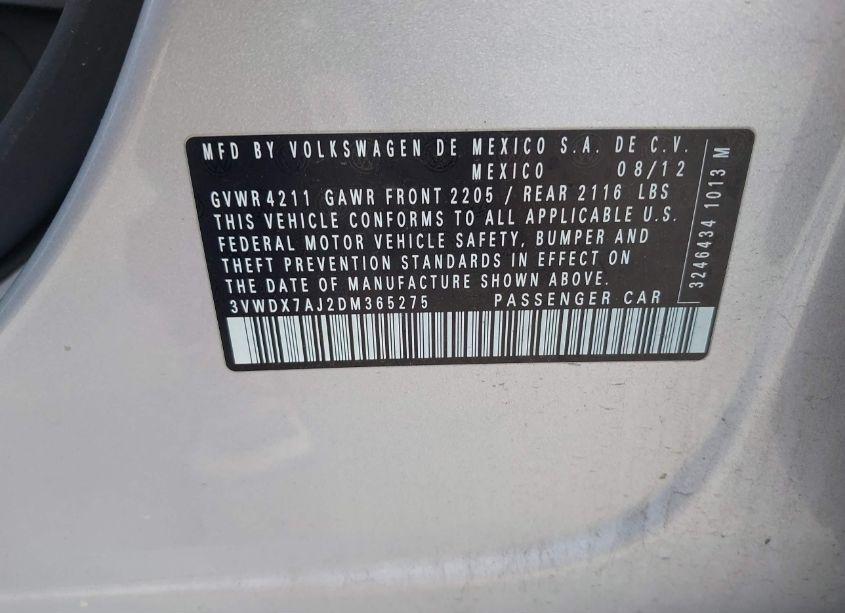 MFD BY VOLKSWAGEN DE MEXICO S.A. DE C.V.
MEXICO 08/12
GVWR 4211 GAWR FRONT 2205 / REAR 2116 LBS
THIS VEHICLE CONFORMS TO ALL APPLICABLE U.S.
FEDERAL MOTOR VEHICLE SAFETY, BUMPER AND
THEFT PREVENTION STANDARDS IN EFFECT ON
THE DATE OF MANUFACTURE SHOWN ABOVE.
3VWDX7AJ2DM365275 PASSENGER CAR
3246434 1013 M